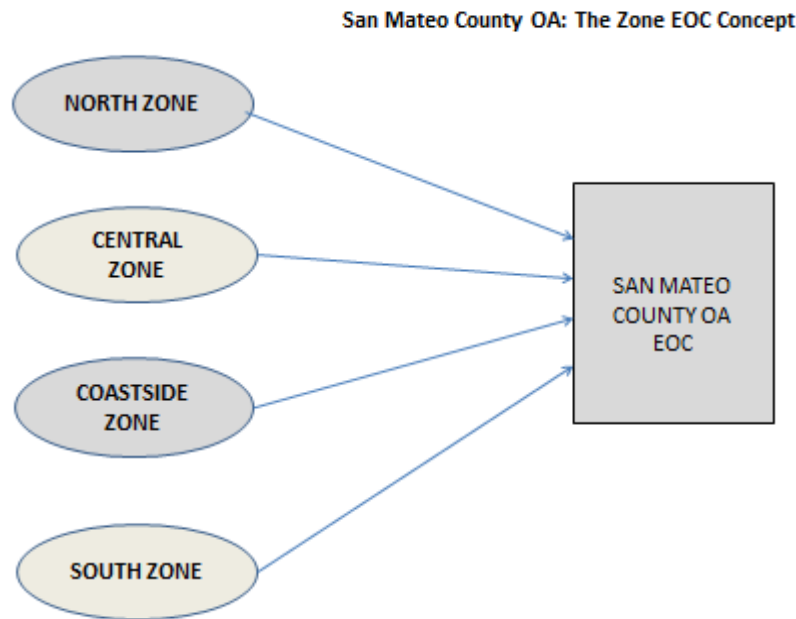 San Mateo County OA: The Zone EOC Concept
NORTH ZONE
CENTRAL
ZONE
COASTSIDE
ZONE
SOUTH ZONE
SAN MATEO
COUNTY OA
EOC